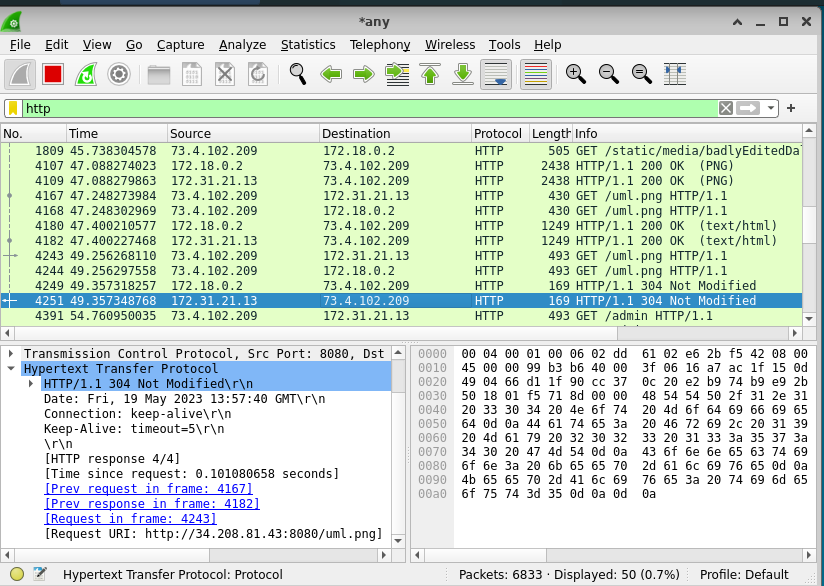 *any
File Edit View Go Capture Analyze Statistics Telephony Wireless Tools Help
http
No. Time Source Destination Protocol Length Info
1809 45.738304578 73.4.102.209 172.18.0.2 HTTP 505 GET /static/media/badlyEditedDa
4107 47.088274023 172.18.0.2 73.4.102.209 HTTP 2438 HTTP/1.1 200 OK (PNG)
4109 47.088279863 172.31.21.13 73.4.102.209 HTTP 2438 HTTP/1.1 200 OK (PNG)
4167 47.248273984 73.4.102.209 172.31.21.13 HTTP 430 GET /uml.png HTTP/1.1
4168 47.248302969 73.4.102.209 172.18.0.2 HTTP 430 GET /uml.png HTTP/1.1
4180 47.400210577 172.18.0.2 73.4.102.209 HTTP 1249 HTTP/1.1 200 OK (text/html)
4182 47.400227468 172.31.21.13 73.4.102.209 HTTP 1249 HTTP/1.1 200 OK (text/html)
4243 49.256268110 73.4.102.209 172.31.21.13 HTTP 493 GET /uml.png HTTP/1.1
4244 49.256297558 73.4.102.209 172.18.0.2 HTTP 493 GET /uml.png HTTP/1.1
4249 49.357318257 172.18.0.2 73.4.102.209 HTTP 169 HTTP/1.1 304 Not Modified
4251 49.357348768 172.31.21.13 73.4.102.209 HTTP 169 HTTP/1.1 304 Not Modified
4391 54.760950035 73.4.102.209 172.31.21.13 HTTP 493 GET /admin HTTP/1.1
Transmission Control Protocol, Src Port: 8080, Dst
Hypertext Transfer Protocol
HTTP/1.1 304 Not Modified\r\n
Date: Fri, 19 May 2023 13:57:40 GMT\r\n
Connection: keep-alive\r\n
Keep-Alive: timeout=5\r\n
\r\n
[HTTP response 4/4]
[Time since request: 0.101080658 seconds]
[Prev request in frame: 4167]
[Prev response in frame: 4182]
[Request in frame: 4243]
[Request URI: http://34.208.81.43:8080/uml.png]
0000 00 04 00 01 00 06 02 dd 61 02 e6 2b f5 42 08 00
0010 45 00 00 99 b3 b6 40 00 3f 06 16 a7 ac 1f 15 0d
0020 49 04 66 d1 1f 90 cc 37 0c 20 e2 b9 74 b9 e9 2b
0030 50 18 01 f5 71 8d 00 00 48 54 54 50 2f 31 2e 31
0040 20 33 30 34 20 4e 6f 74 20 4d 6f 64 69 66 69 65
0050 64 0d 0a 44 61 74 65 3a 20 46 72 69 2c 20 31 39
0060 20 4d 61 79 20 32 30 32 33 20 31 33 3a 35 37 3a
0070 34 30 20 47 4d 54 0d 0a 43 6f 6e 6e 65 63 74 69
0080 6f 6e 3a 20 6b 65 65 70 2d 61 6c 69 76 65 0d 0a
0090 4b 65 65 70 2d 41 6c 69 76 65 3a 20 74 69 6d 65
00a0 6f 75 74 3d 35 0d 0a 0d 0a
Hypertext Transfer Protocol: Protocol Packets: 6833 · Displayed: 50 (0.7%) Profile: Default